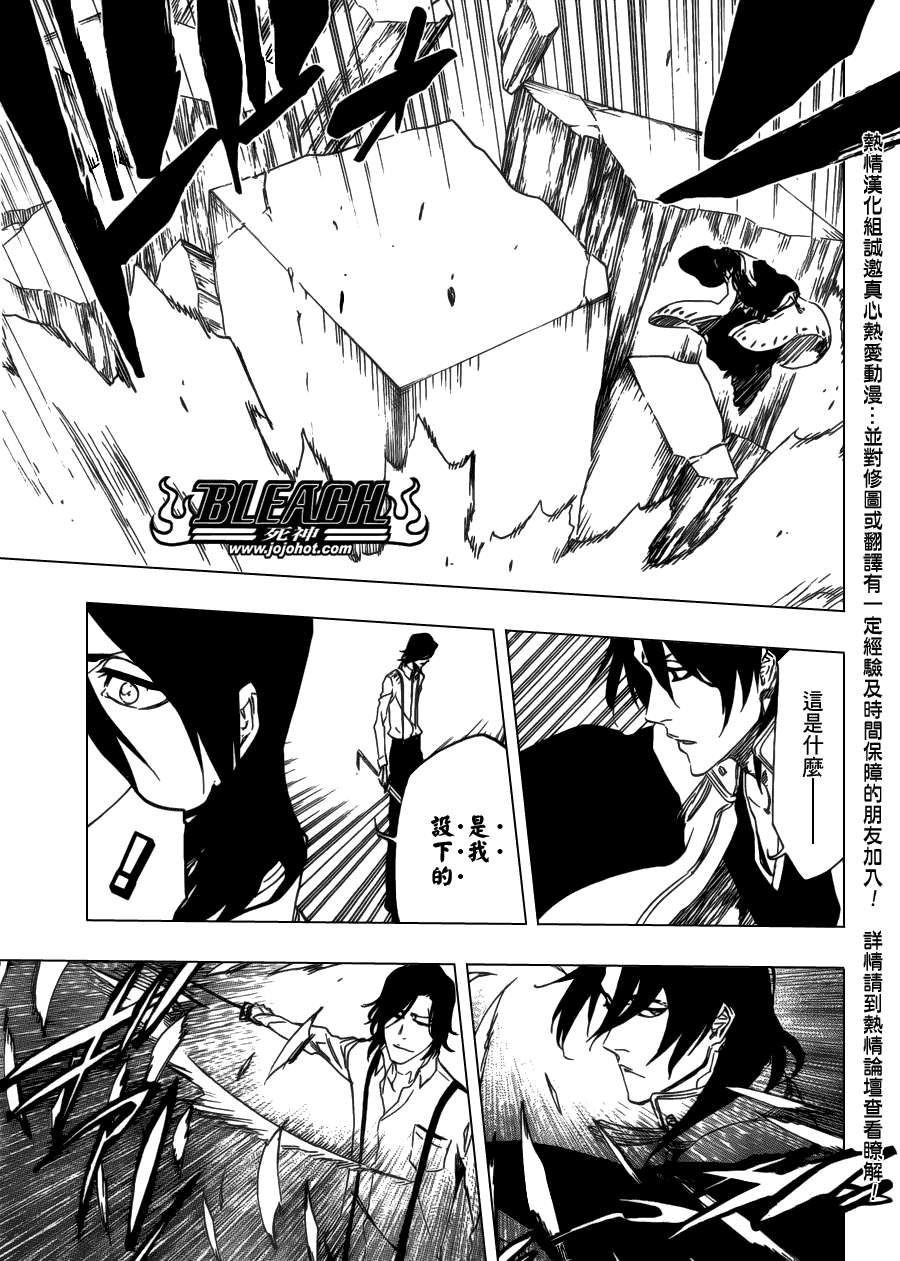 熱情漢化組誠邀真心熱愛動漫…並對修圖或翻譯有一定經驗及時間保障的朋友加入！　詳情請到熱情論壇查看瞭解！
BLEACH
死神
www.jojohot.com
這是什麼——
是我
設下的
！